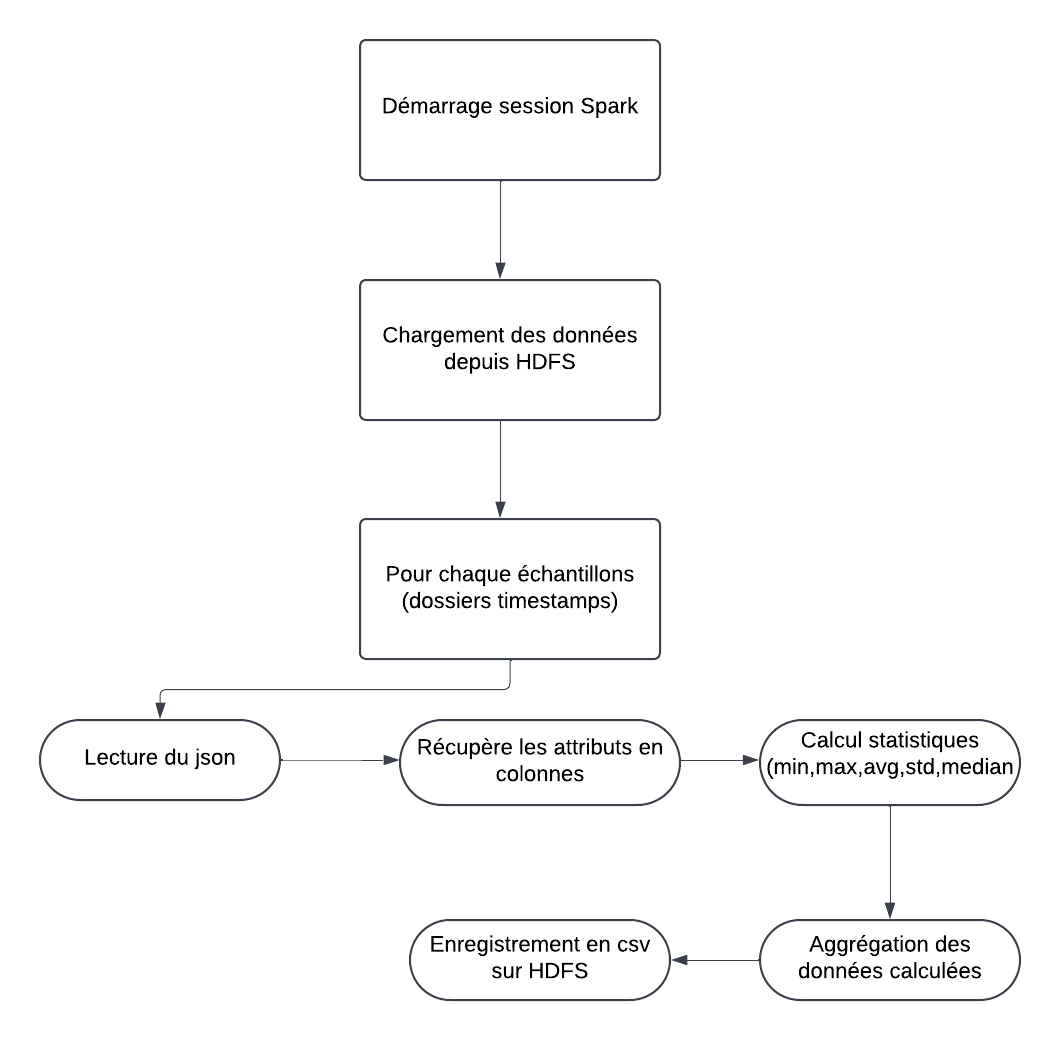 Démarrage session Spark
Chargement des données
depuis HDFS
Pour chaque échantillons
(dossiers timestamps)
Lecture du json
Récupère les attributs en
colonnes
Calcul statistiques
(min,max,avg,std,median
Enregistrement en csv
sur HDFS
Aggrégation des
données calculées